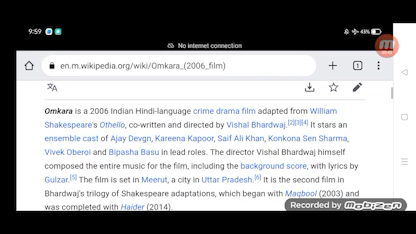 9:59
43%
No internet connection
en.m.wikipedia.org/wiki/Omkara_(2006_film)
Omkara is a 2006 Indian Hindi-language crime drama film adapted from William
Shakespeare's Othello, co-written and directed by Vishal Bhardwaj.[2][3][4] It stars an
ensemble cast of Ajay Devgn, Kareena Kapoor, Saif Ali Khan, Konkona Sen Sharma,
Vivek Oberoi and Bipasha Basu in lead roles. The director Vishal Bhardwaj himself
composed the entire music for the film, including the background score, with lyrics by
Gulzar.[5] The film is set in Meerut, a city in Uttar Pradesh.[6] It is the second film in
Bhardwaj's trilogy of Shakespeare adaptations, which began with Maqbool (2003) and
was completed with Haider (2014).
Recorded by Mobizen